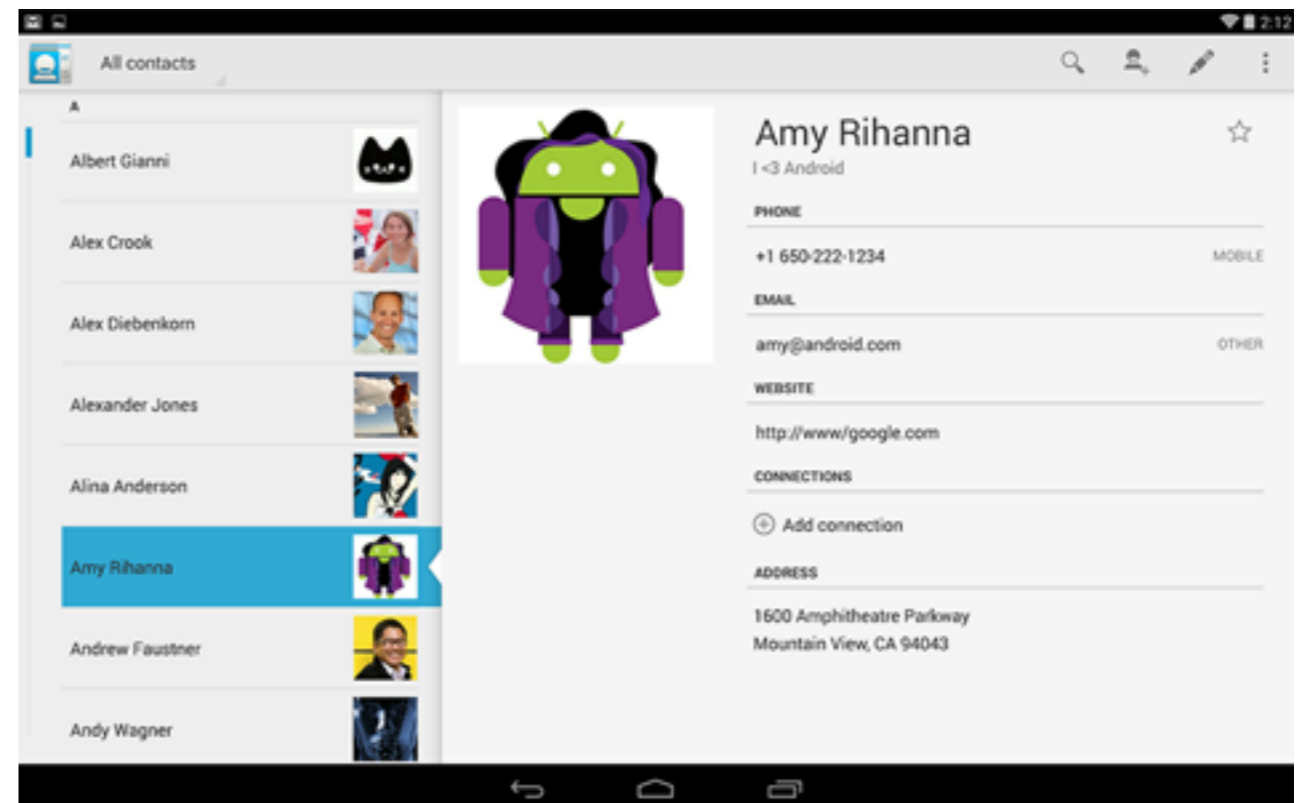 2:12
All contacts
A
Albert Gianni
Alex Crook
Alex Diebenkorn
Alexander Jones
Alina Anderson
Amy Rihanna
Andrew Faustner
Andy Wagner
Amy Rihanna
I <3 Android
PHONE
+1 650-222-1234 MOBILE
EMAIL
amy@android.com OTHER
WEBSITE
http://www/google.com
CONNECTIONS
Add connection
ADDRESS
1600 Amphitheatre Parkway
Mountain View, CA 94043